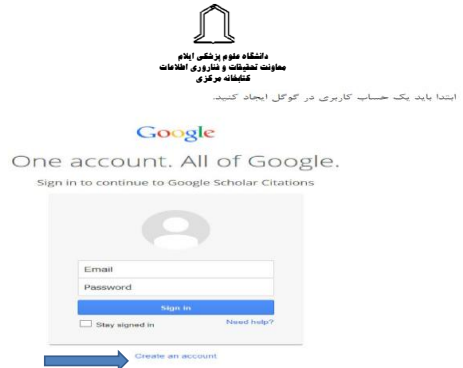 دانشگاه علوم پزشکی ایلام
معاونت تحقیقات و فناوری اطلاعات
کتابخانه مرکزی
ابتدا باید یک حساب کاربری در گوگل ایجاد کنید.
Google
One account. All of Google.
Sign in to continue to Google Scholar Citations
Email
Password
Sign in
Stay signed in
Need help?
Create an account